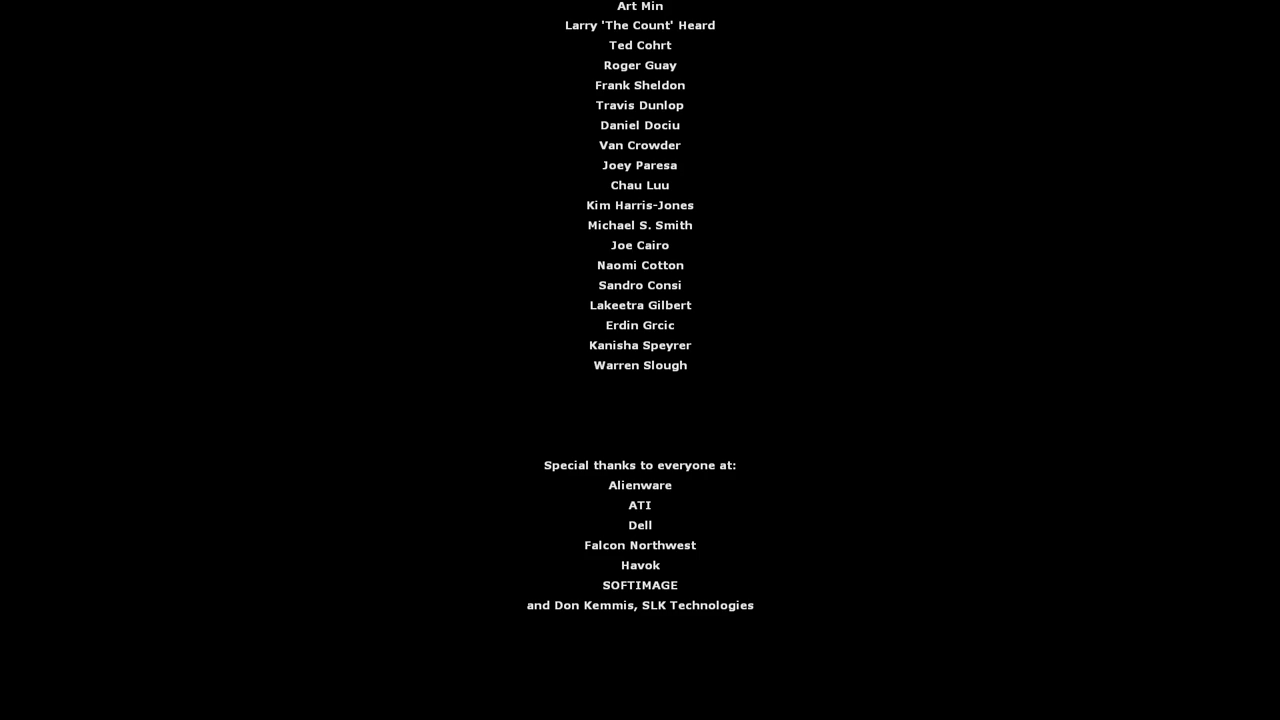 Art Min
Larry 'The Count' Heard
Ted Cohrt
Roger Guay
Frank Sheldon
Travis Dunlop
Daniel Dociu
Van Crowder
Joey Paresa
Chau Luu
Kim Harris-Jones
Michael S. Smith
Joe Cairo
Naomi Cotton
Sandro Consi
Lakeetra Gilbert
Erdin Grcic
Kanisha Speyrer
Warren Slough
Special thanks to everyone at:
Alienware
ATI
Dell
Falcon Northwest
Havok
SOFTIMAGE
and Don Kemmis, SLK Technologies